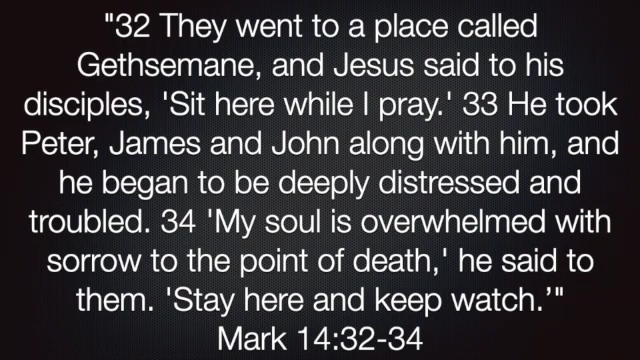 "32 They went to a place called
Gethsemane, and Jesus said to his
disciples, 'Sit here while I pray.' 33 He took
Peter, James and John along with him, and
he began to be deeply distressed and
troubled. 34 'My soul is overwhelmed with
sorrow to the point of death,' he said to
them. 'Stay here and keep watch.’"
Mark 14:32-34